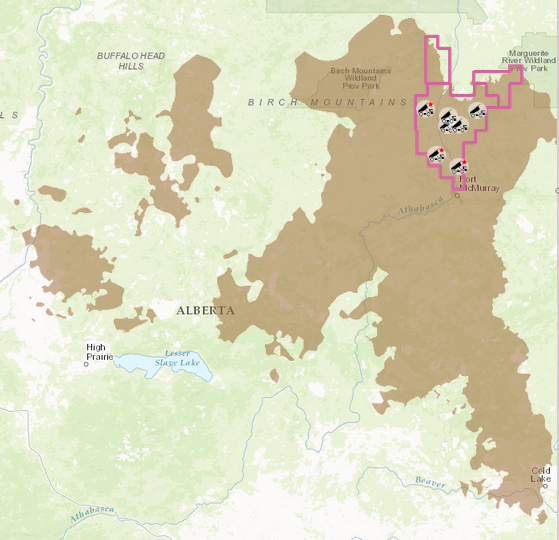 BUFFALO HEAD
HILLS
Birch Mountains
Wildland
Prov Park
Marguerite
River Wildland
Prov Park
L S
BIRCH MOUNTAINS
Fort
McMurray
Athabasca
ALBERTA
High
Prairie
Lesser
Slave Lake
Cold
Lake
Beaver
Athabasca